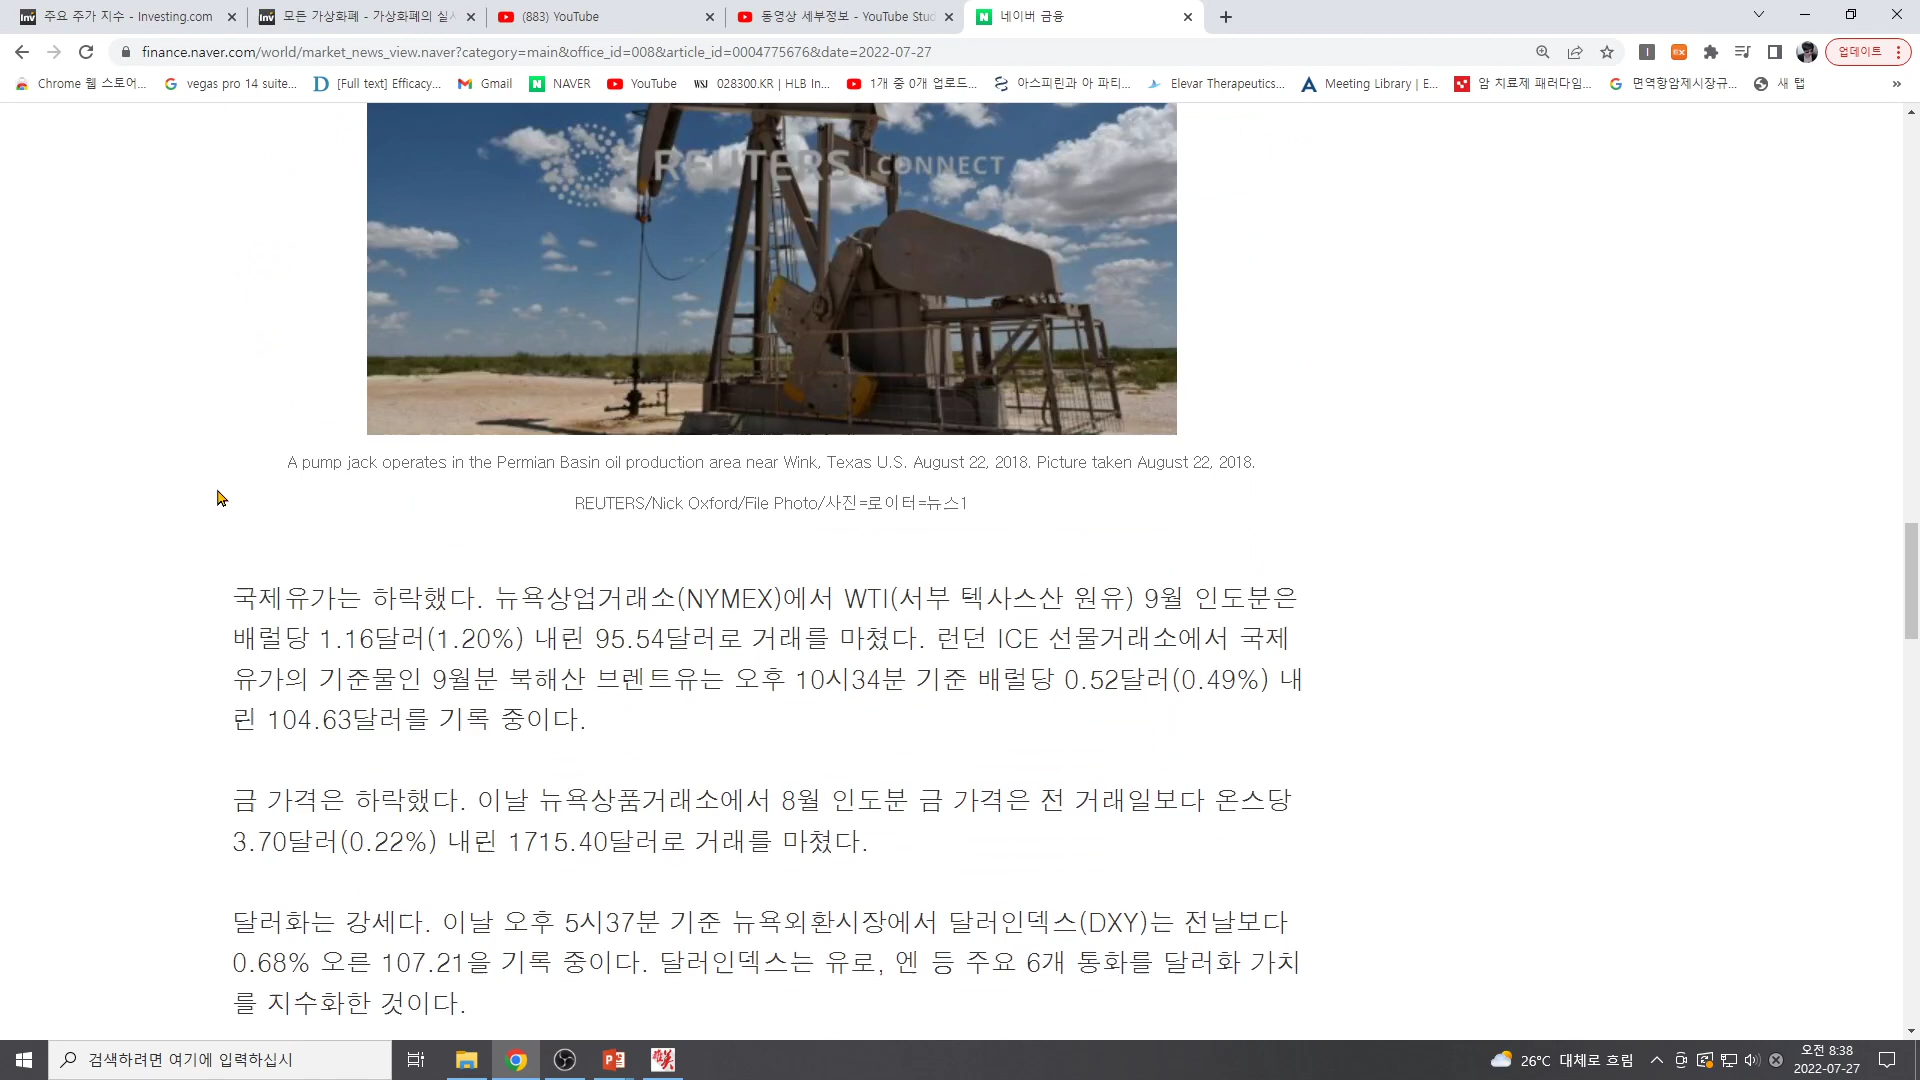 주요 주가 지수 - Investing.com
모든 가상화폐 - 가상화폐의 실시
(883) YouTube
동영상 세부정보 - YouTube Stud
네이버 금융
finance.naver.com/world/market_news_view.naver?category=main&office_id=008&article_id=0004775676&date=2022-07-27
업데이트
Chrome 웹 스토어...
vegas pro 14 suite...
[Full text] Efficacy...
Gmail
NAVER
YouTube
028300.KR | HLB In...
1개 중 0개 업로드...
아스피린과 아 파티...
Elevar Therapeutics...
Meeting Library | E...
암 치료제 패러다임...
면역항암제시장규...
새 탭
REUTERS | CONNECT
A pump jack operates in the Permian Basin oil production area near Wink, Texas U.S. August 22, 2018. Picture taken August 22, 2018.
REUTERS/Nick Oxford/File Photo/사진=로이터=뉴스1
국제유가는 하락했다. 뉴욕상업거래소(NYMEX)에서 WTI(서부 텍사스산 원유) 9월 인도분은
배럴당 1.16달러(1.20%) 내린 95.54달러로 거래를 마쳤다. 런던 ICE 선물거래소에서 국제
유가의 기준물인 9월분 북해산 브렌트유는 오후 10시34분 기준 배럴당 0.52달러(0.49%) 내
린 104.63달러를 기록 중이다.
금 가격은 하락했다. 이날 뉴욕상품거래소에서 8월 인도분 금 가격은 전 거래일보다 온스당
3.70달러(0.22%) 내린 1715.40달러로 거래를 마쳤다.
달러화는 강세다. 이날 오후 5시37분 기준 뉴욕외환시장에서 달러인덱스(DXY)는 전날보다
0.68% 오른 107.21을 기록 중이다. 달러인덱스는 유로, 엔 등 주요 6개 통화를 달러화 가치
를 지수화한 것이다.
검색하려면 여기에 입력하십시
26°C 대체로 흐림
오전 8:38
2022-07-27